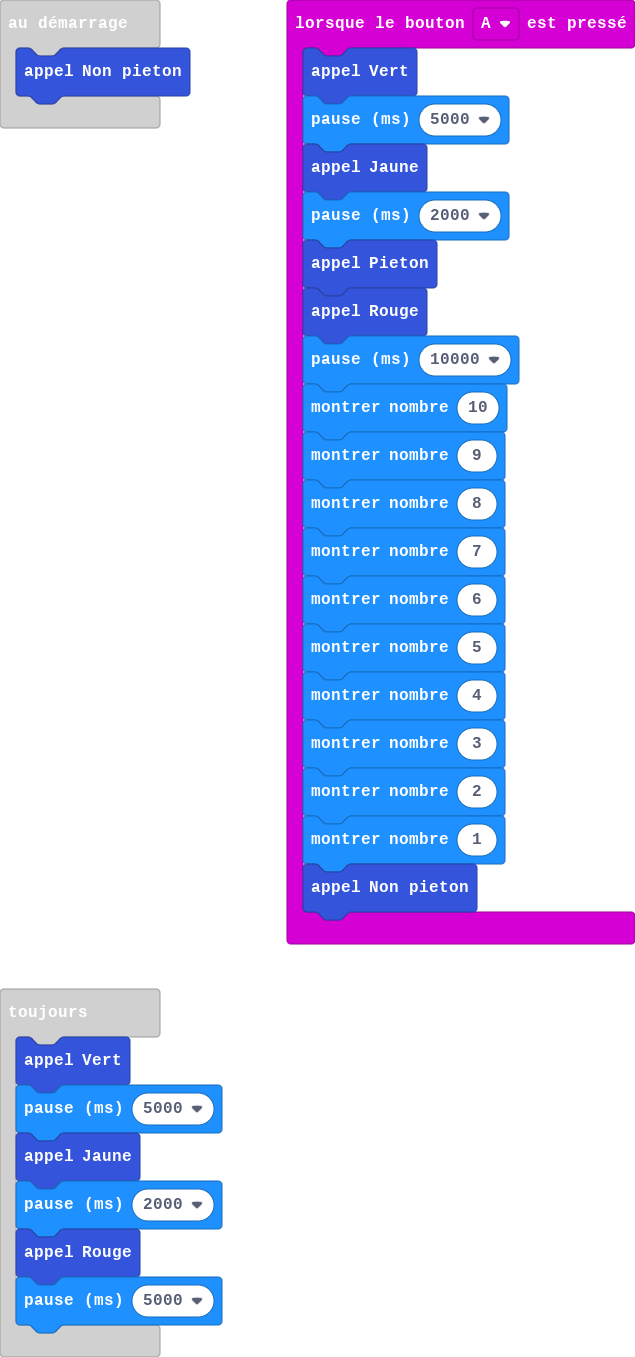 au démarrage
appel Non pieton
lorsque le bouton A est pressé
appel Vert
pause (ms) 5000
appel Jaune
pause (ms) 2000
appel Pieton
appel Rouge
pause (ms) 10000
montrer nombre 10
montrer nombre 9
montrer nombre 8
montrer nombre 7
montrer nombre 6
montrer nombre 5
montrer nombre 4
montrer nombre 3
montrer nombre 2
montrer nombre 1
appel Non pieton
toujours
appel Vert
pause (ms) 5000
appel Jaune
pause (ms) 2000
appel Rouge
pause (ms) 5000